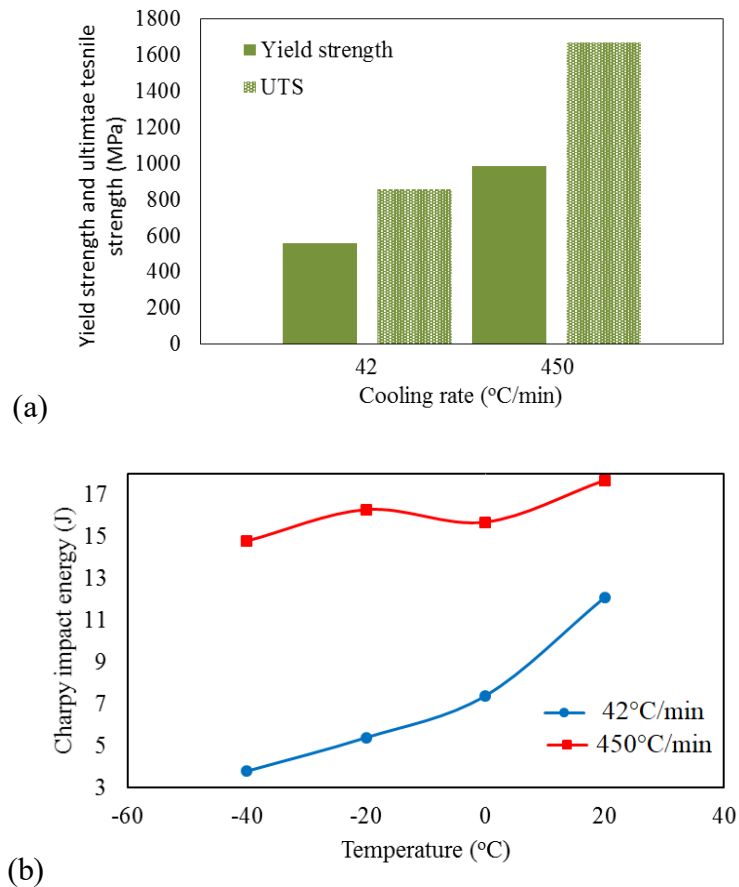 1800
1600
1400
1200
1000
800
600
400
200
0
Yield strength and ultimtae tesnile
strength (MPa)
Yield strength
UTS
42
450
Cooling rate (°C/min)
(a)
17
15
13
11
9
7
5
3
Charpy impact energy (J)
42°C/min
450°C/min
-60
-40
-20
0
20
40
Temperature (°C)
(b)